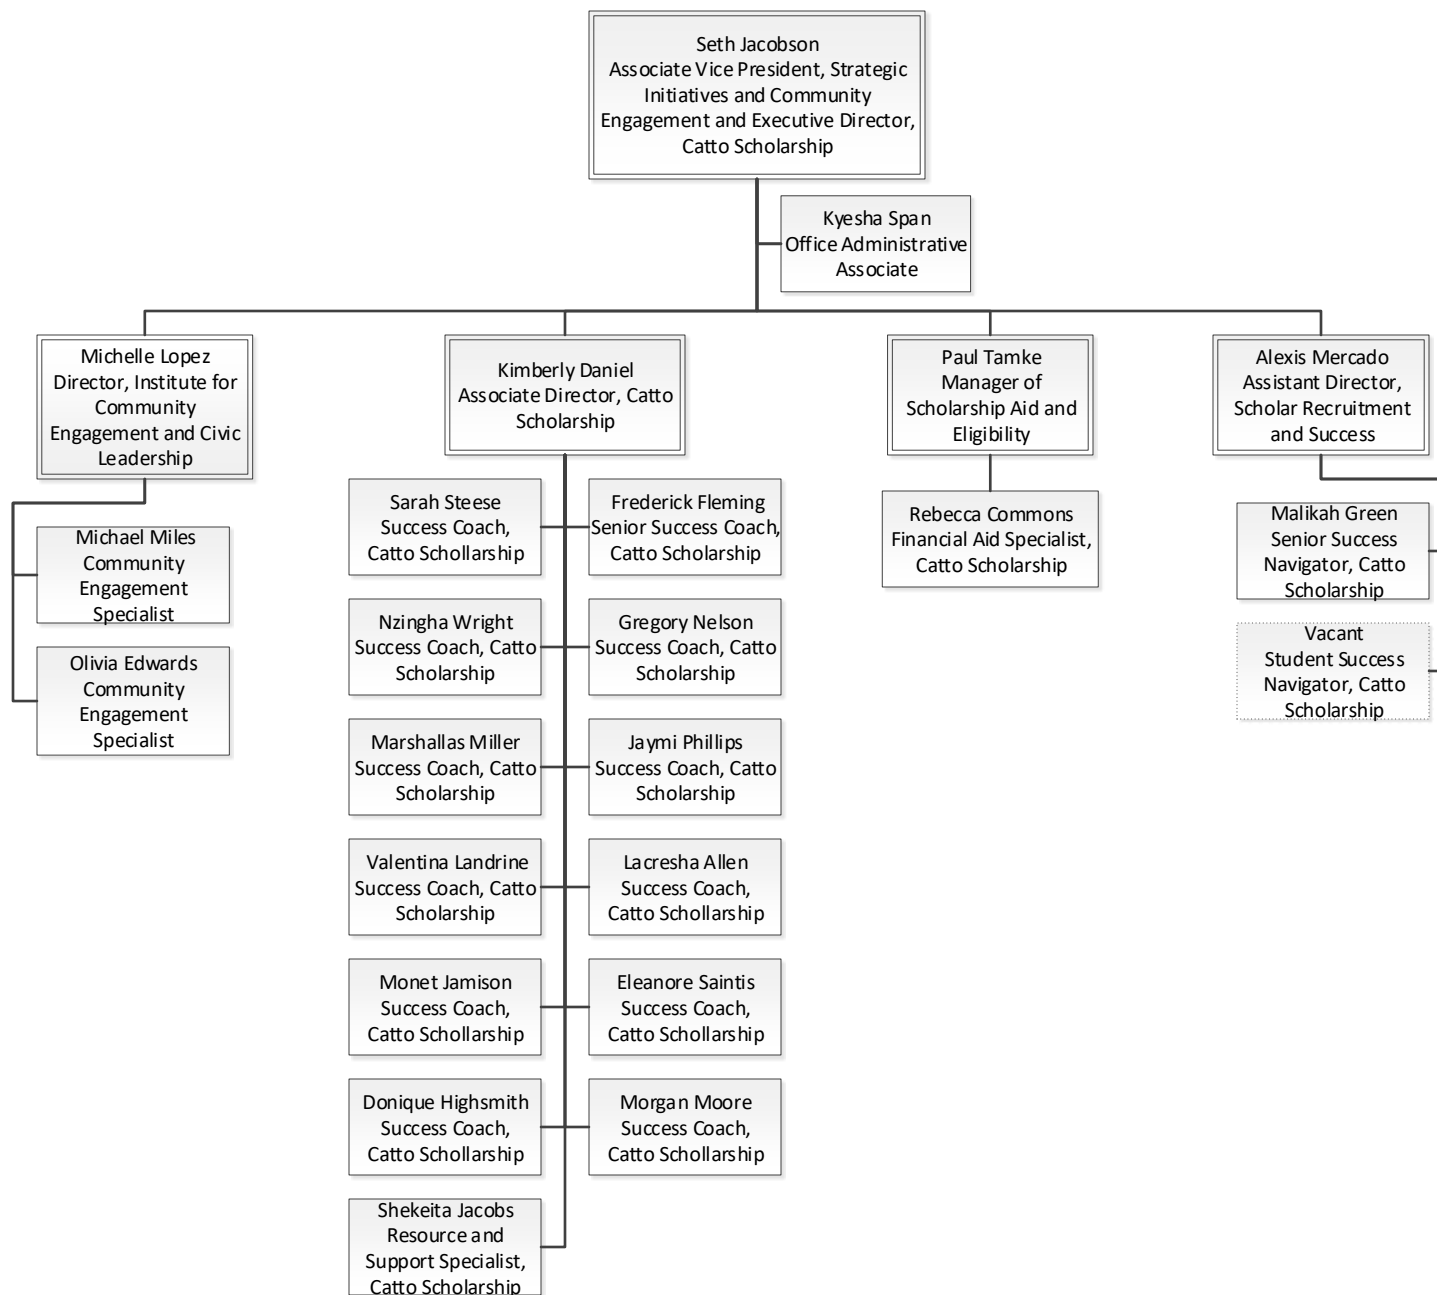 Seth Jacobson
Associate Vice President, Strategic
Initiatives and Community
Engagement and Executive Director,
Catto Scholarship
Kyesha Span
Office Administrative
Associate
Michelle Lopez
Director, Institute for
Community
Engagement and Civic
Leadership
Kimberly Daniel
Associate Director, Catto
Scholarship
Paul Tamke
Manager of
Scholarship Aid and
Eligibility
Alexis Mercado
Assistant Director,
Scholar Recruitment
and Success
Michael Miles
Community
Engagement
Specialist
Olivia Edwards
Community
Engagement
Specialist
Sarah Steese
Success Coach,
Catto Schollarship
Frederick Fleming
Senior Success Coach,
Catto Scholarship
Nzingha Wright
Success Coach, Catto
Scholarship
Gregory Nelson
Success Coach, Catto
Scholarship
Marshallas Miller
Success Coach, Catto
Scholarship
Jaymi Phillips
Success Coach, Catto
Scholarship
Valentina Landrine
Success Coach, Catto
Scholarship
Lacresha Allen
Success Coach,
Catto Schollarship
Monet Jamison
Success Coach,
Catto Schollarship
Eleanore Saintis
Success Coach,
Catto Schollarship
Donique Highsmith
Success Coach,
Catto Schollarship
Morgan Moore
Success Coach,
Catto Schollarship
Shekeita Jacobs
Resource and
Support Specialist,
Catto Scholarship
Rebecca Commons
Financial Aid Specialist,
Catto Scholarship
Malikah Green
Senior Success
Navigator, Catto
Scholarship
Vacant
Student Success
Navigator, Catto
Scholarship